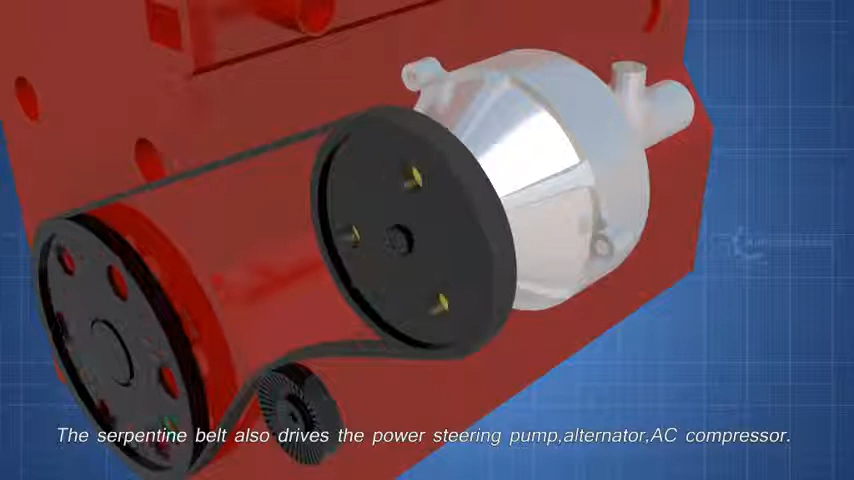 The serpentine belt also drives the power steering pump,alternator,AC compressor.